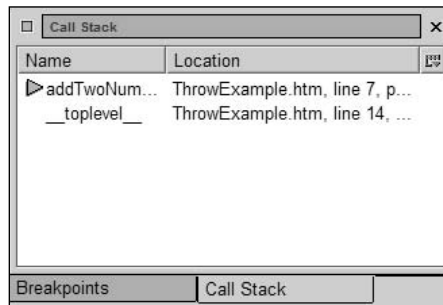 Call Stack
Name Location
addTwoNum... ThrowExample.htm, line 7, p...
__toplevel__ ThrowExample.htm, line 14, ...
Breakpoints Call Stack